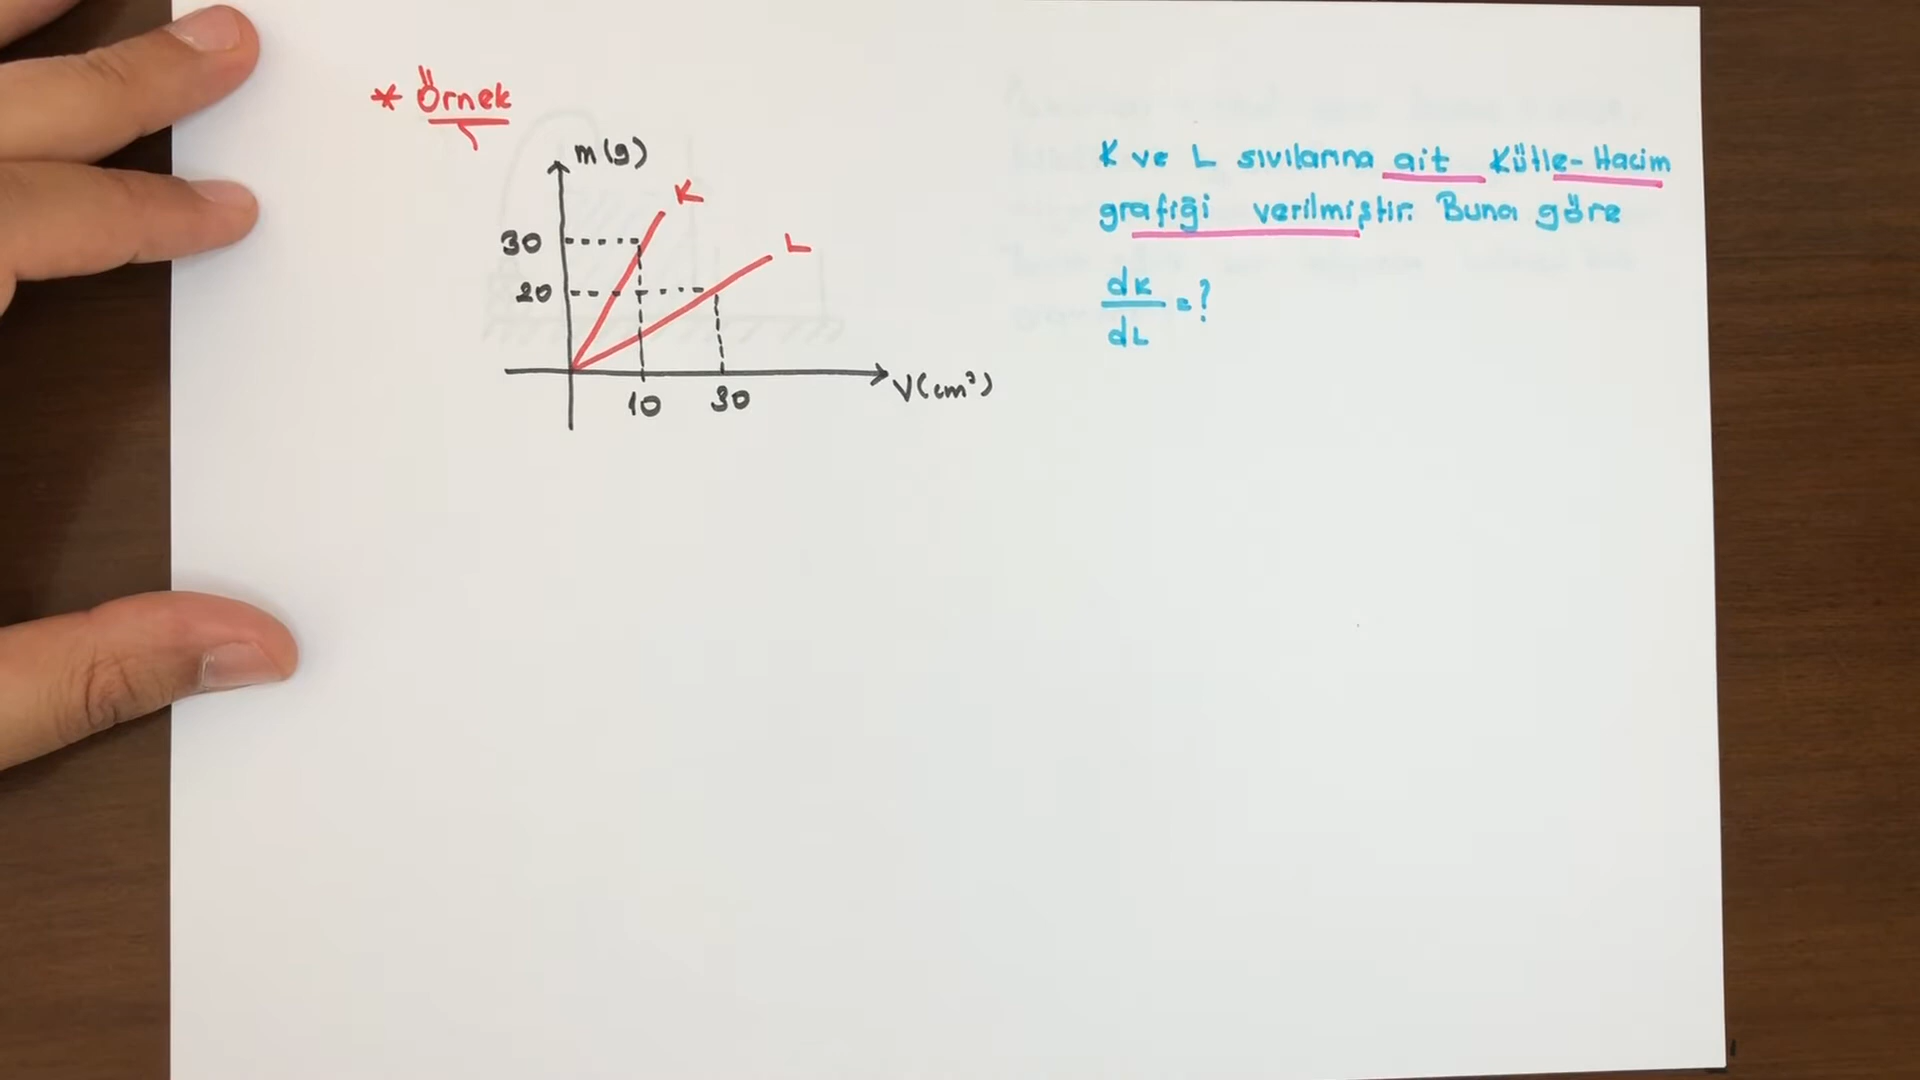 * Örnek
m(g)
K
L
30
20
10 30
V(cm³)
K ve L sıvılarına ait Kütle-Hacim
grafiği verilmiştir. Buna göre
dK
dL
=?